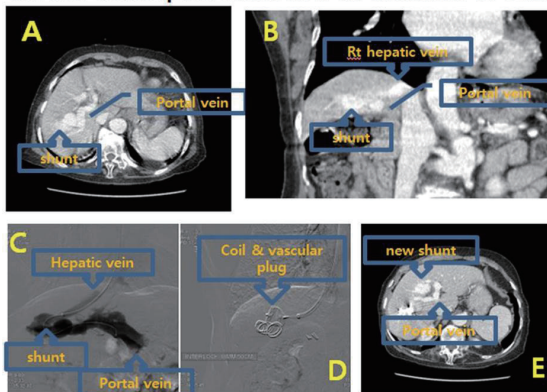 A
Portal vein
shunt
B
Rt hepatic vein
Portal vein
shunt
C
Hepatic vein
shunt
Portal vein
Coil & vascular
plug
D
new shunt
Portal vein
E